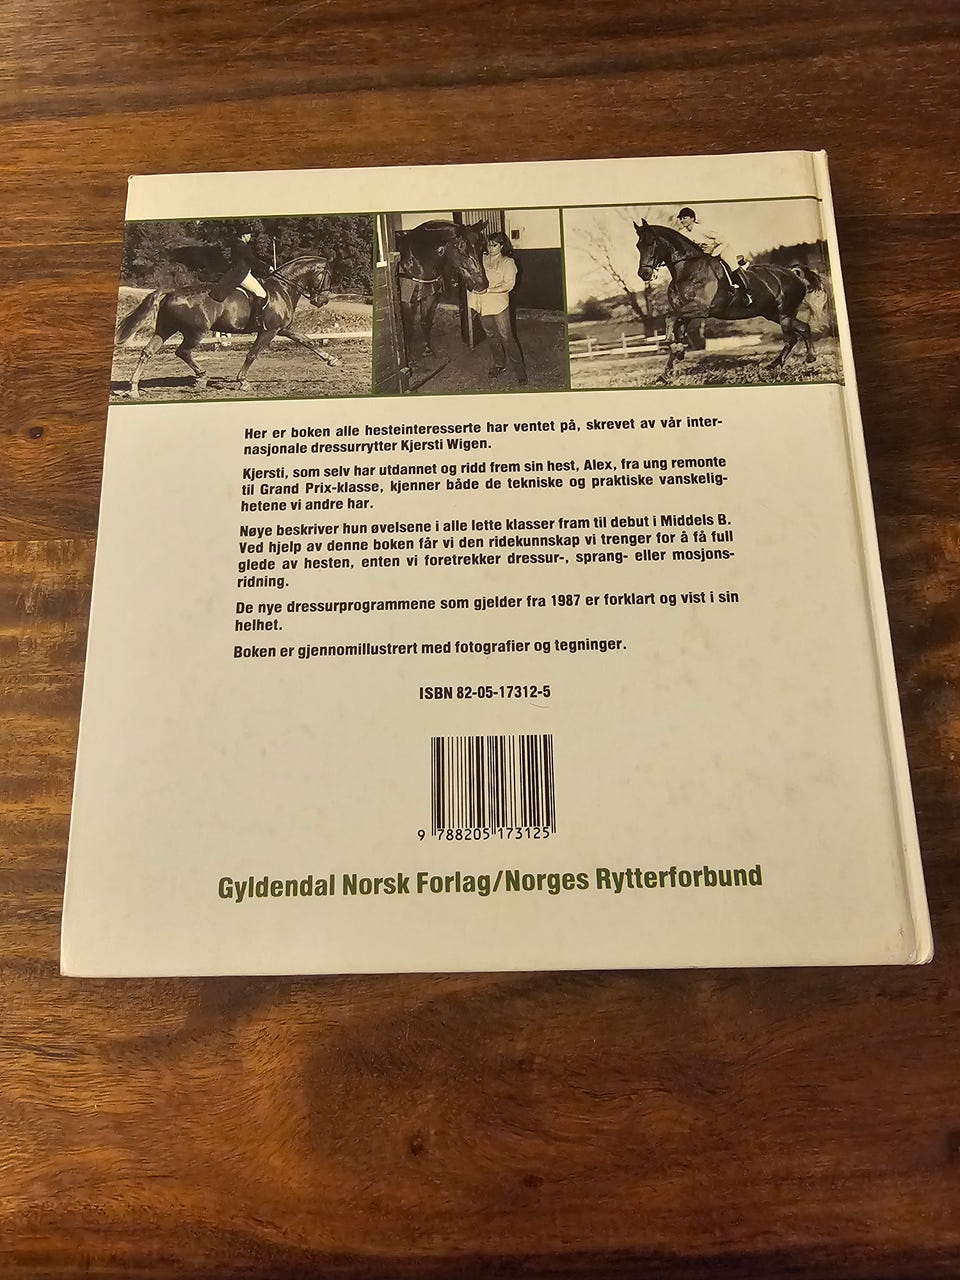 Her er boken alle hesteinteresserte har ventet på, skrevet av vår inter-
nasjonale dressurrytter Kjersti Wigen.
Kjersti, som selv har utdannet og ridd frem sin hest, Alex, fra ung remonte
til Grand Prix-klasse, kjenner både de tekniske og praktiske vanskelig-
hetene vi andre har.
Nøye beskriver hun øvelsene i alle lette klasser fram til debut i Middels B.
Ved hjelp av denne boken får vi den ridekunnskap vi trenger for å få full
glede av hesten, enten vi foretrekker dressur-, sprang- eller mosjons-
ridning.
De nye dressurprogrammene som gjelder fra 1987 er forklart og vist i sin
helhet.
Boken er gjennomillustrert med fotografier og tegninger.
ISBN 82-05-17312-5
9 788205 173125
Gyldendal Norsk Forlag/Norges Rytterforbund